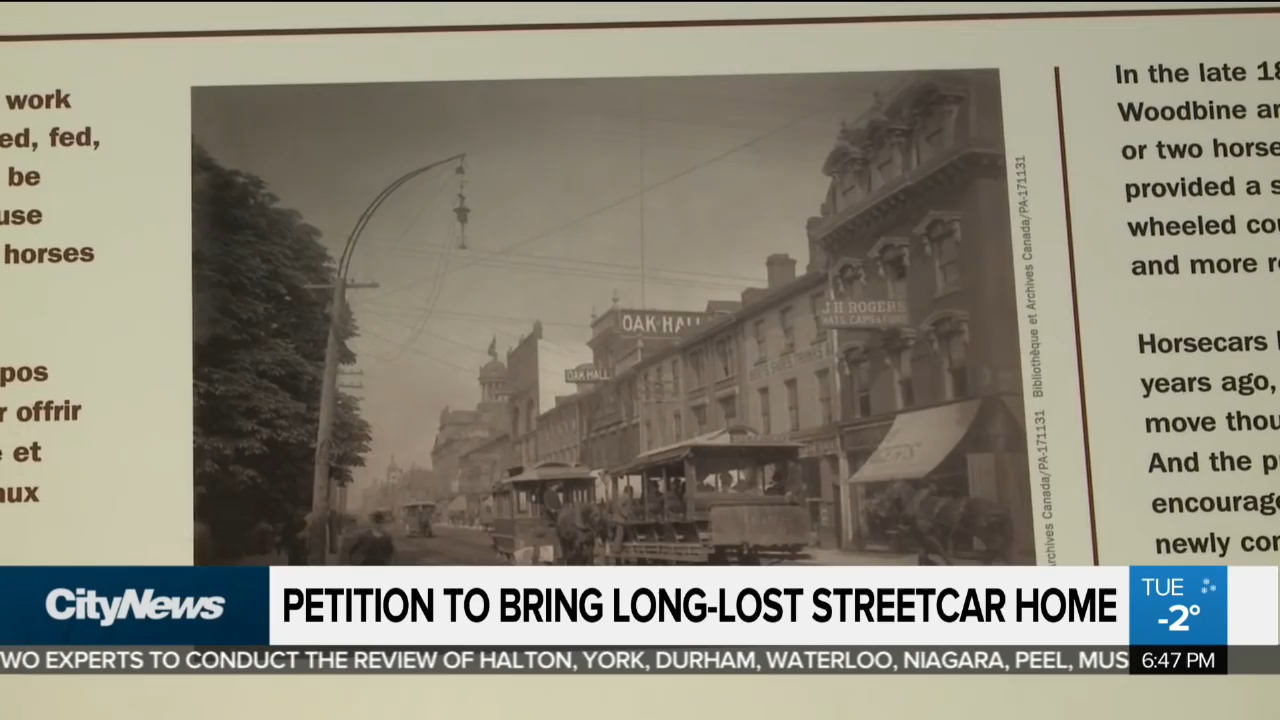 work
ed, fed,
be
use
horses
pos
r offrir
et
aux
OAK HALL
OAK HALL
J.H ROGERS
HATS, CAPS & FURS
Archives Canada/PA-171131 Bibliothèque et Archives Canada/PA-171131
In the late 18
Woodbine an
or two horse
provided a s
wheeled co
and more re
Horsecars
years ago,
move thou
And the p
encourage
newly con
CityNews
PETITION TO BRING LONG-LOST STREETCAR HOME
TUE
-2°
WO EXPERTS TO CONDUCT THE REVIEW OF HALTON, YORK, DURHAM, WATERLOO, NIAGARA, PEEL, MUS
6:47 PM